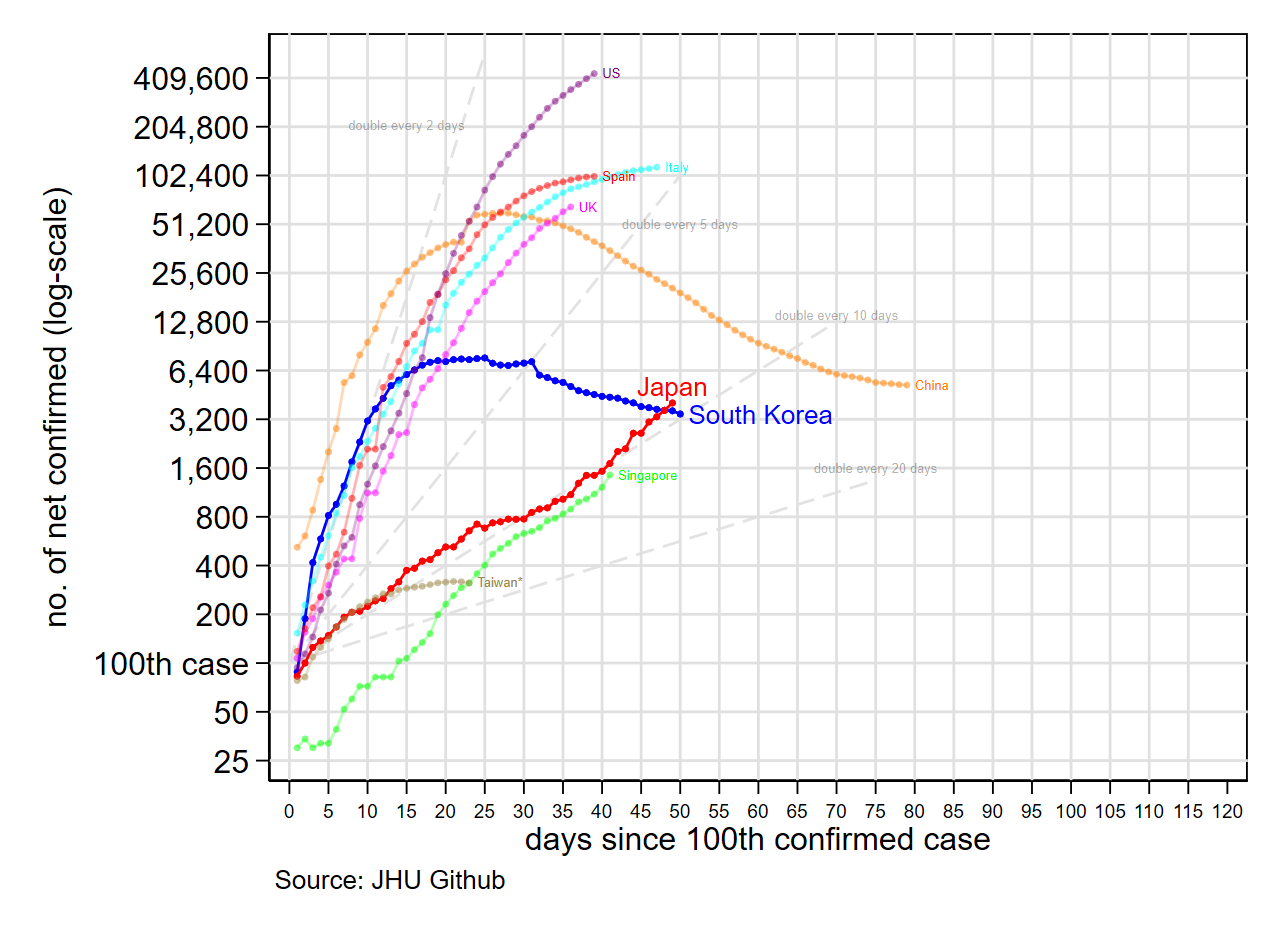 409,600
204,800
102,400
51,200
25,600
12,800
6,400
3,200
1,600
800
400
200
100th case
50
25
no. of net confirmed (log-scale)
US
double every 2 days
Italy
Spain
UK
double every 5 days
double every 10 days
China
Japan
South Korea
double every 20 days
Singapore
Taiwan*
0 5 10 15 20 25 30 35 40 45 50 55 60 65 70 75 80 85 90 95 100 105 110 115 120
days since 100th confirmed case
Source: JHU Github